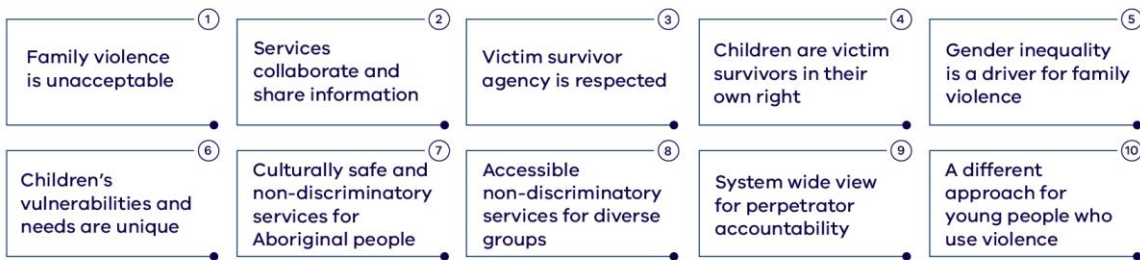 1
Family violence
is unacceptable
2
Services
collaborate and
share information
3
Victim survivor
agency is respected
4
Children are victim
survivors in their
own right
5
Gender inequality
is a driver for family
violence
6
Children's
vulnerabilities and
needs are unique
7
Culturally safe and
non-discriminatory
services for
Aboriginal people
8
Accessible
non-discriminatory
services for diverse
groups
9
System wide view
for perpetrator
accountability
10
A different
approach for
young people who
use violence